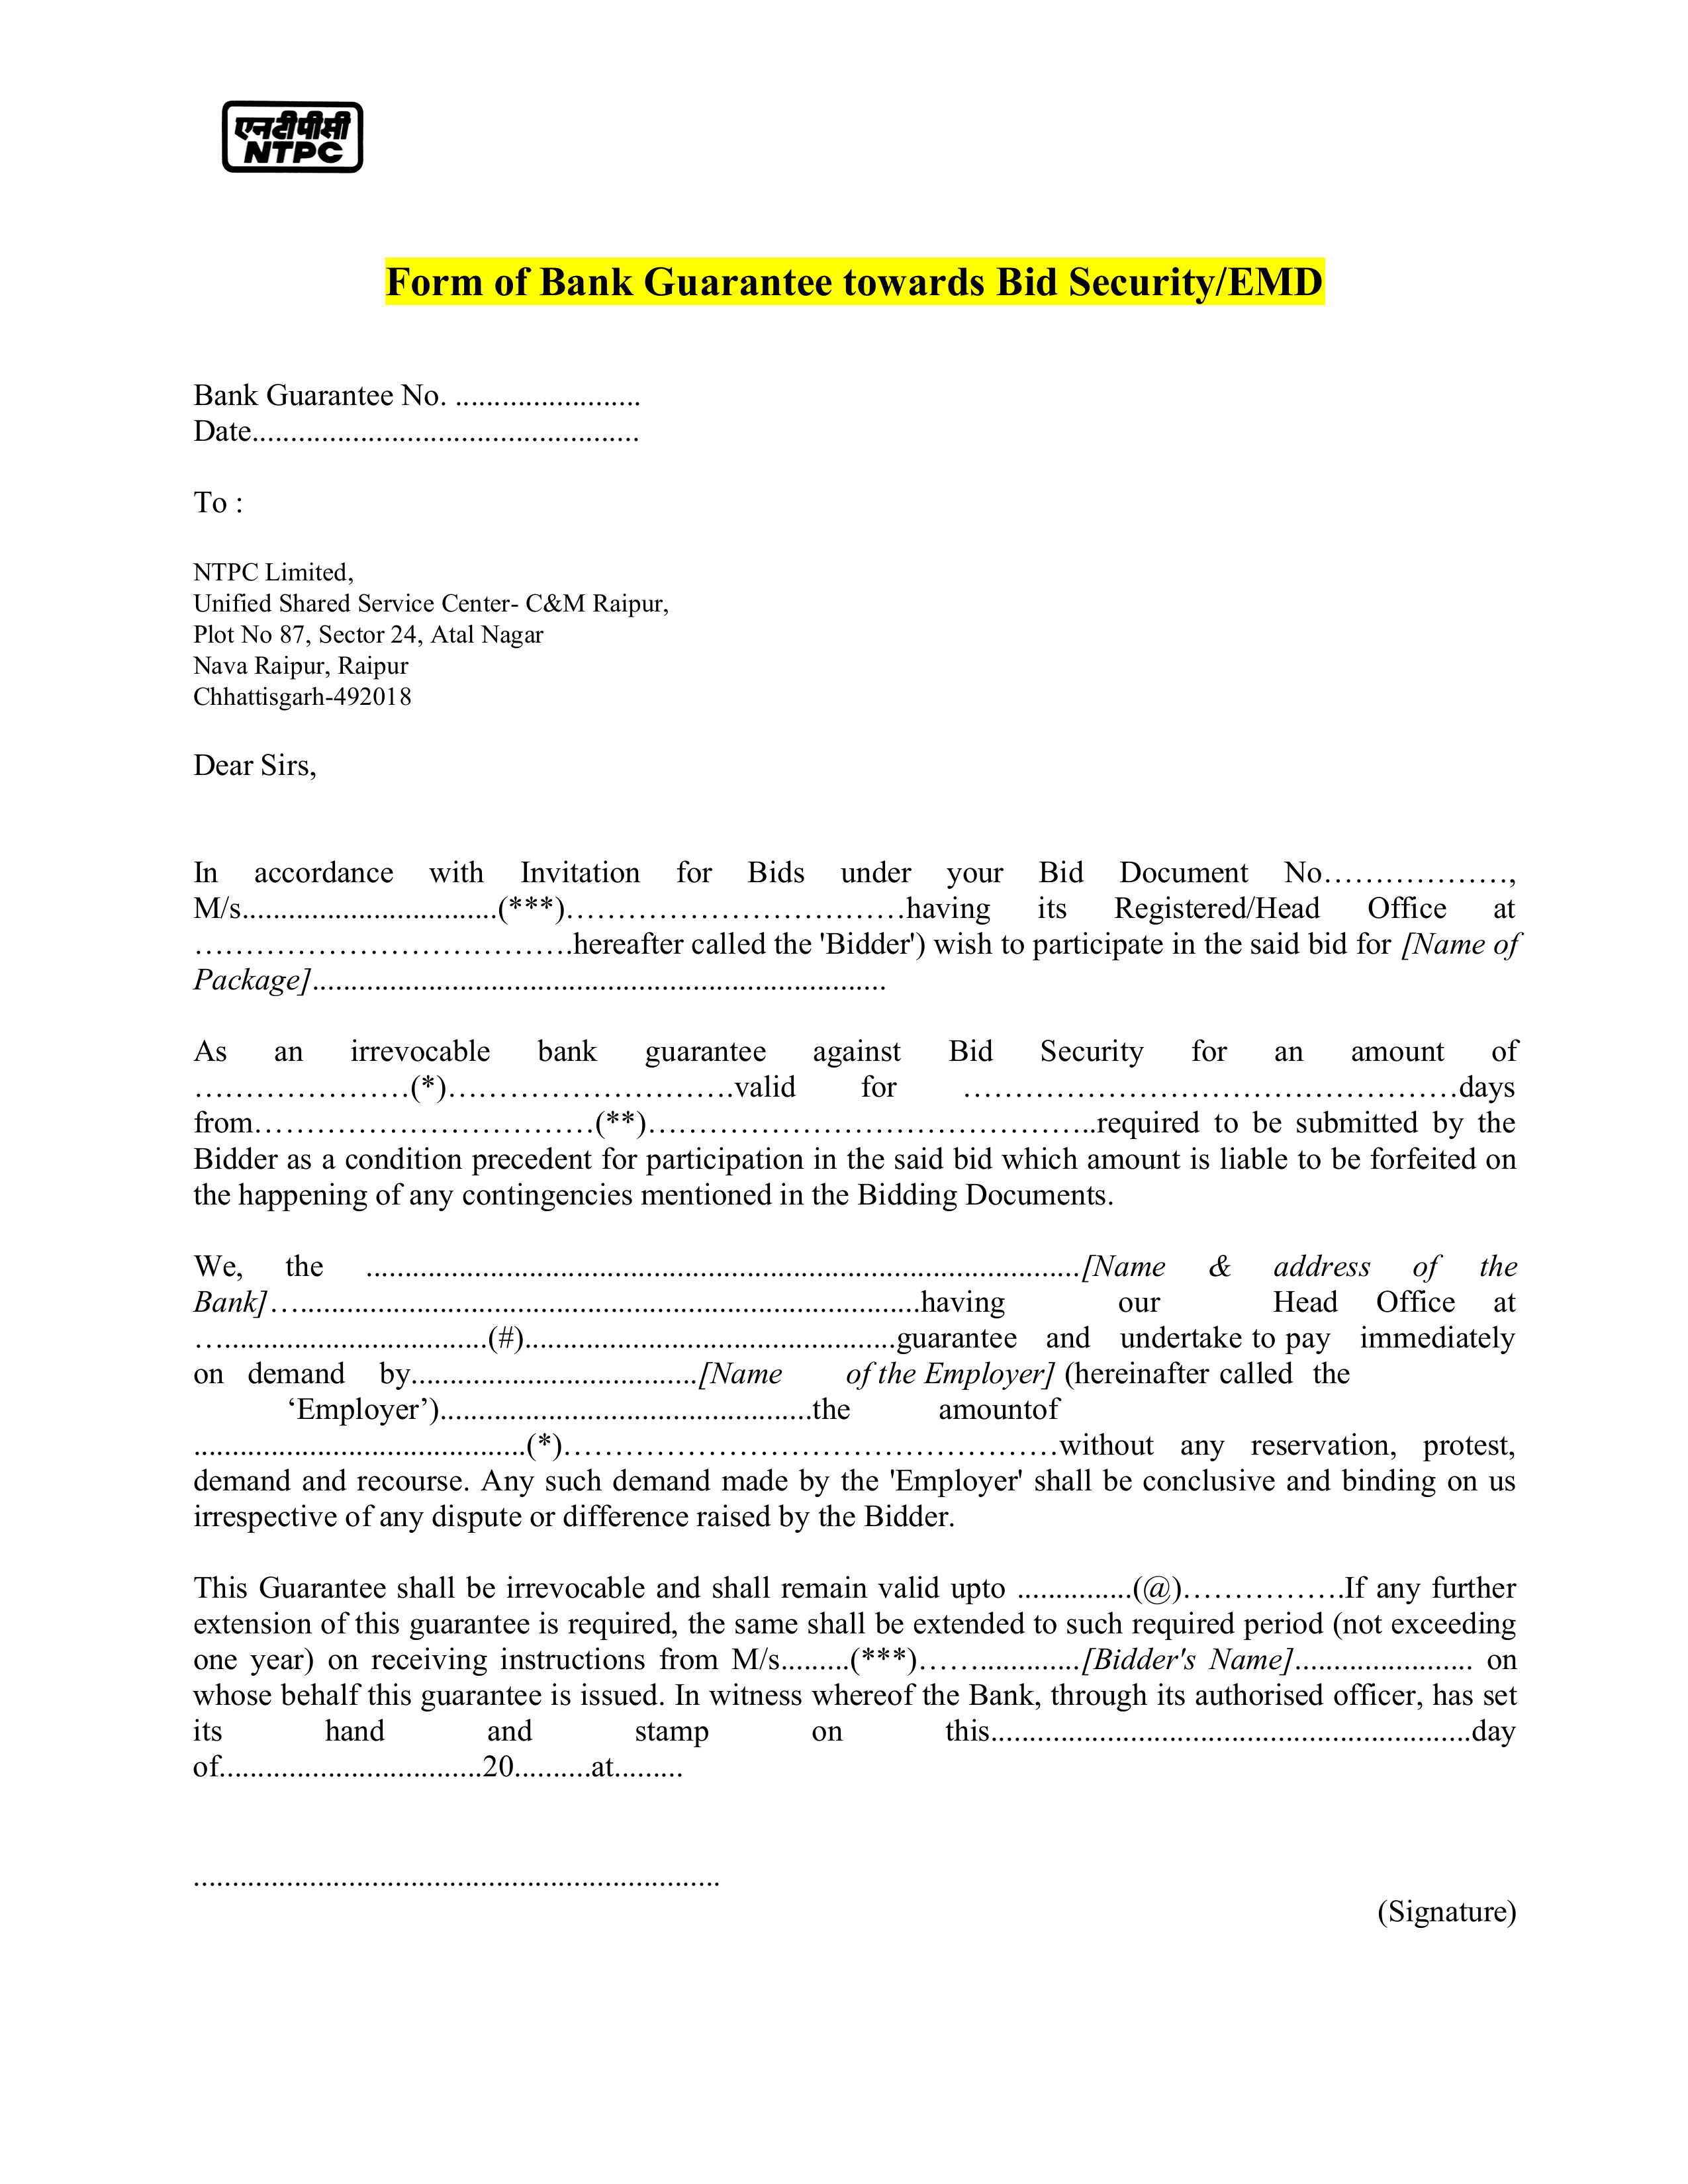 एनटीपीसी
NTPC
Form of Bank Guarantee towards Bid Security/EMD
Bank Guarantee No. ........................
Date..................................................
To :
NTPC Limited,
Unified Shared Service Center- C&M Raipur,
Plot No 87, Sector 24, Atal Nagar
Nava Raipur, Raipur
Chhattisgarh-492018
Dear Sirs,
In accordance with Invitation for Bids under your Bid Document No………………,
M/s.................................(***)……………………………having its Registered/Head Office at
……………………………….hereafter called the 'Bidder') wish to participate in the said bid for [Name of
Package]..........................................................................
As an irrevocable bank guarantee against Bid Security for an amount of
…………………(*)……………………….valid for …………………………………………days
from……………………………(**)……………………………………..required to be submitted by the
Bidder as a condition precedent for participation in the said bid which amount is liable to be forfeited on
the happening of any contingencies mentioned in the Bidding Documents.
We, the ............................................................................................[Name & address of the
Bank]…................................................................................having our Head Office at
…..................................(#)................................................guarantee and undertake to pay immediately
on demand by.....................................[Name of the Employer] (hereinafter called the
‘Employer’)................................................the amountof
...........................................(*)…………………………………………without any reservation, protest,
demand and recourse. Any such demand made by the 'Employer' shall be conclusive and binding on us
irrespective of any dispute or difference raised by the Bidder.
This Guarantee shall be irrevocable and shall remain valid upto ...............(@)…………….If any further
extension of this guarantee is required, the same shall be extended to such required period (not exceeding
one year) on receiving instructions from M/s.........(***)…….............[Bidder's Name]....................... on
whose behalf this guarantee is issued. In witness whereof the Bank, through its authorised officer, has set
its hand and stamp on this..............................................................day
of..................................20..........at.........
....................................................................
(Signature)